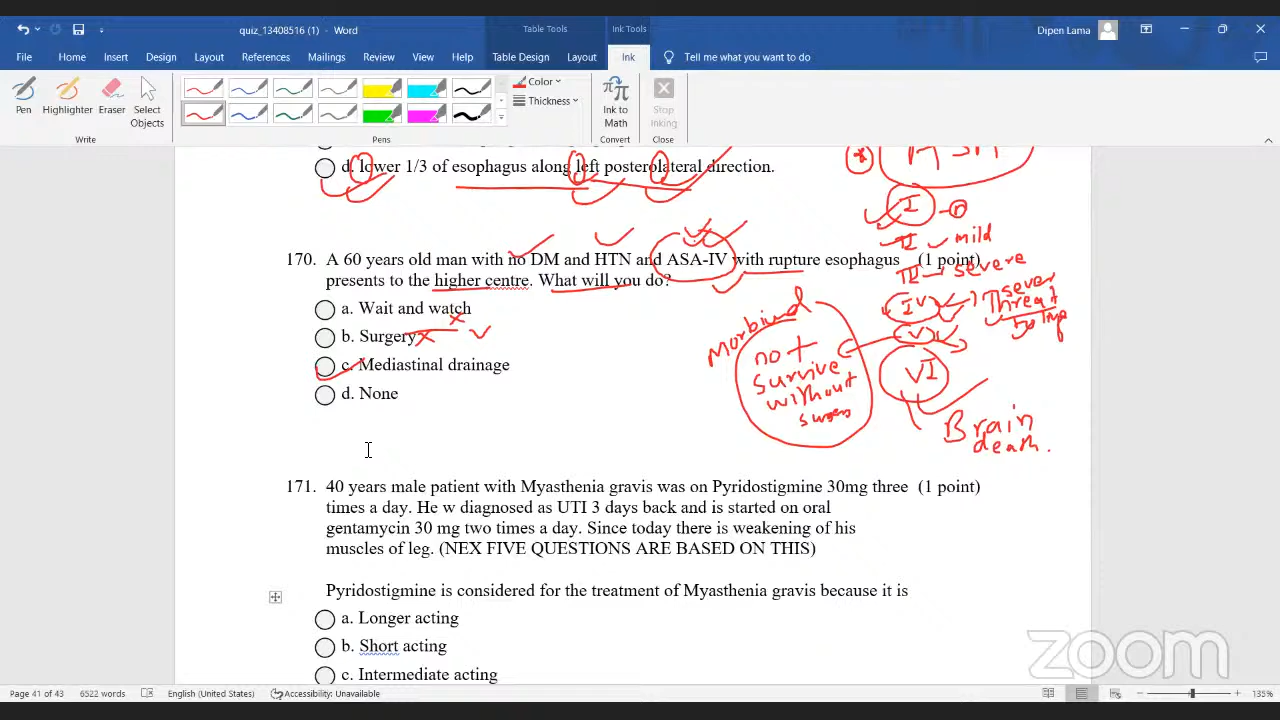 quiz_13408516 (1) - Word
Table Tools
Ink Tools
Dipen Lama
File Home Insert Design Layout References Mailings Review View Help Table Design Layout Ink Tell me what you want to do
Pen
Highlighter
Eraser
Select Objects
Color
Thickness
Ink to Math
Stop Inking
Write
Pens
Convert
Close
d. lower 1/3 of esophagus along left posterolateral direction.
I
II mild
III severe
IV
Threat
V
VI
Brain
death.
170. A 60 years old man with no DM and HTN and ASA-IV with rupture esophagus (1 point)
presents to the higher centre. What will you do?
a. Wait and watch
b. Surgery
c. Mediastinal drainage
d. None
no
survive
without
171. 40 years male patient with Myasthenia gravis was on Pyridostigmine 30mg three (1 point)
times a day. He w diagnosed as UTI 3 days back and is started on oral
gentamycin 30 mg two times a day. Since today there is weakening of his
muscles of leg. (NEX FIVE QUESTIONS ARE BASED ON THIS)
Pyridostigmine is considered for the treatment of Myasthenia gravis because it is
a. Longer acting
b. Short acting
c. Intermediate acting
zoom
Page 41 of 43 6522 words English (United States) Accessibility: Unavailable 135%